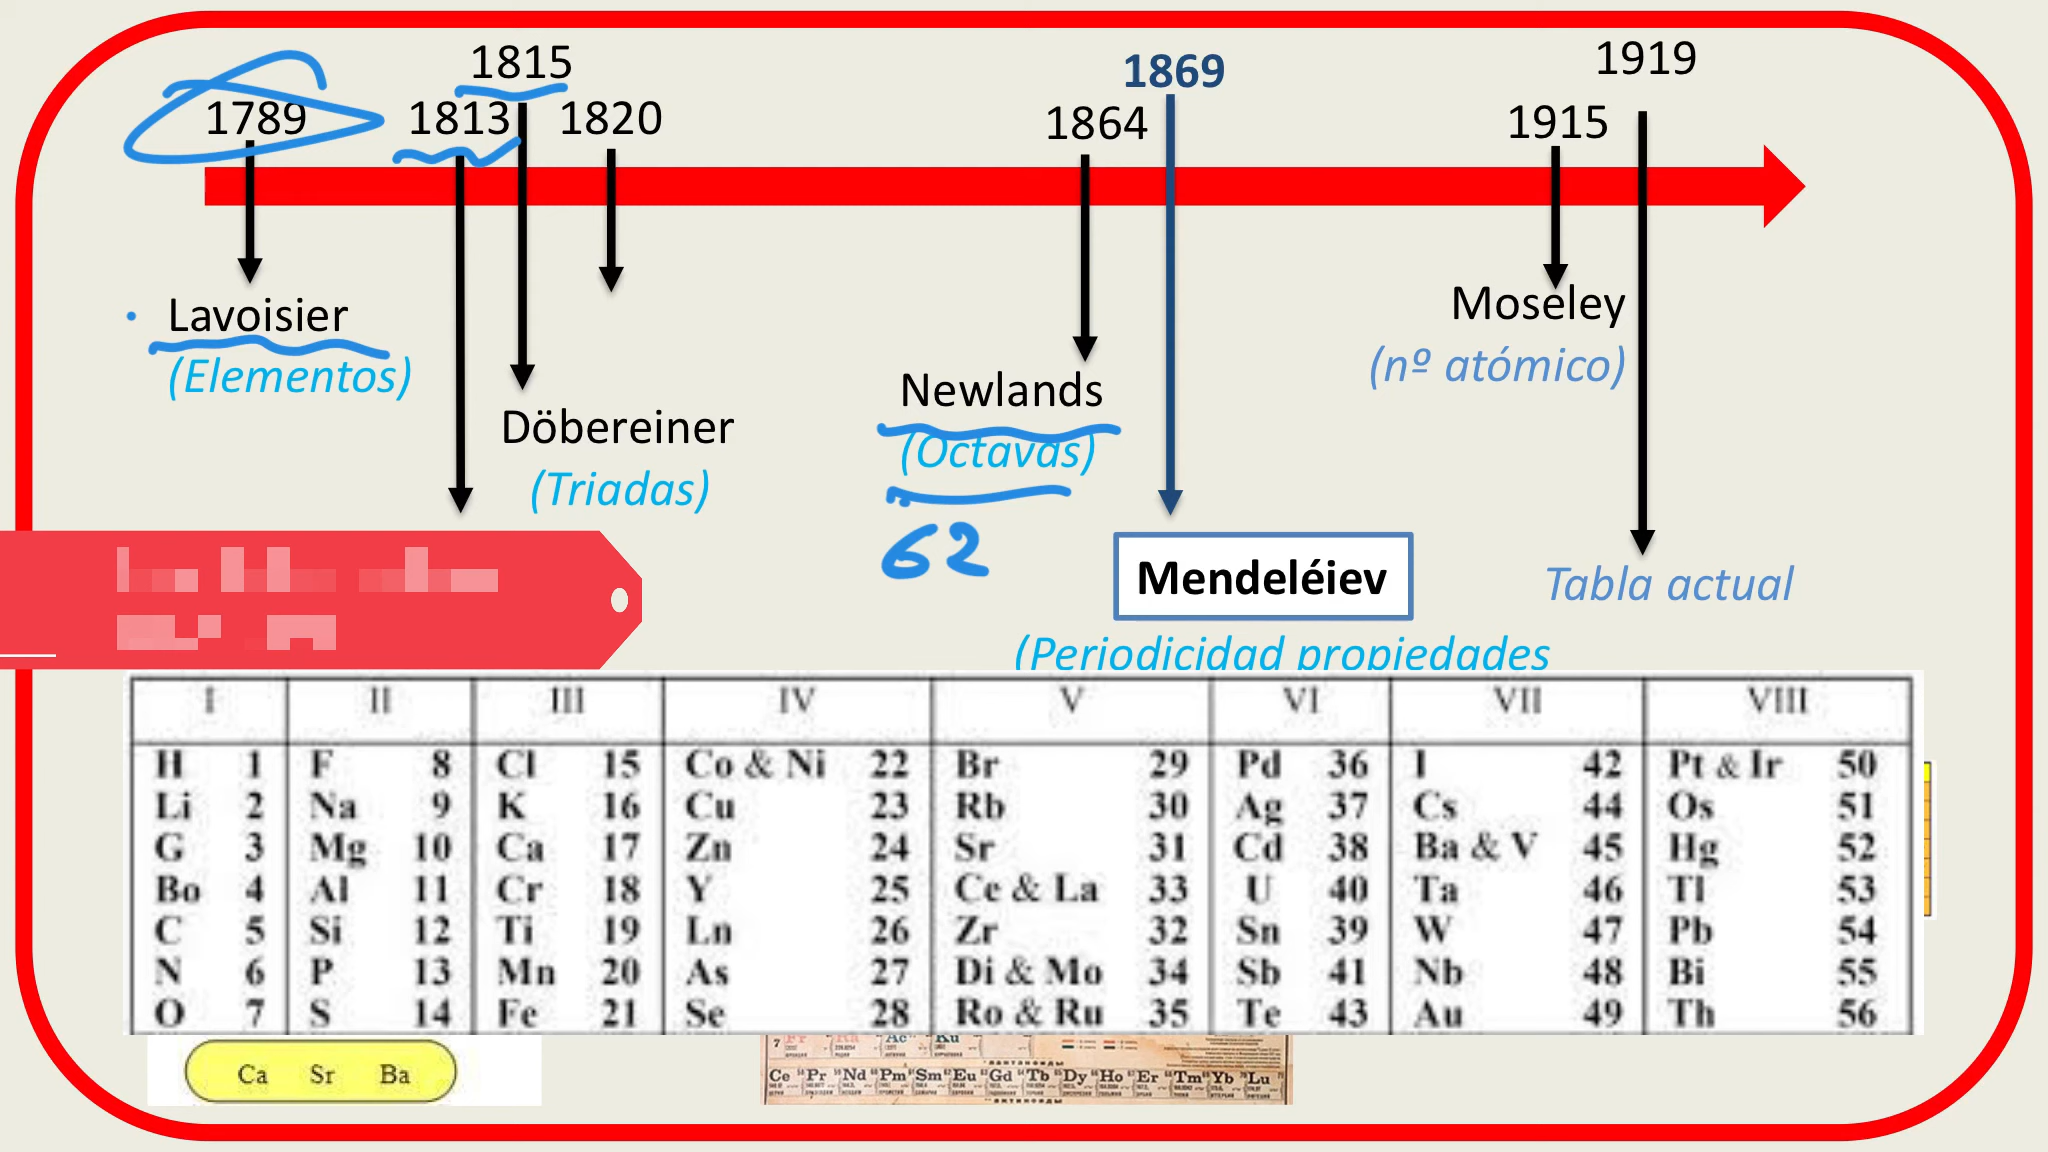 1815
1869
1919
1789
1813
1820
1864
1915
Lavoisier
(Elementos)
Döbereiner
(Triadas)
Newlands
(Octavas)
62
Moseley
(nº atómico)
Mendeléiev
(Periodicidad propiedades
Tabla actual
I II III IV V VI VII VIII
H 1 F 8 Cl 15 Co & Ni 22 Br 29 Pd 36 I 42 Pt & Ir 50
Li 2 Na 9 K 16 Cu 23 Rb 30 Ag 37 Cs 44 Os 51
G 3 Mg 10 Ca 17 Zn 24 Sr 31 Cd 38 Ba & V 45 Hg 52
Bo 4 Al 11 Cr 18 Y 25 Ce & La 33 U 40 Ta 46 Tl 53
C 5 Si 12 Ti 19 Ln 26 Zr 32 Sn 39 W 47 Pb 54
N 6 P 13 Mn 20 As 27 Di & Mo 34 Sb 41 Nb 48 Bi 55
O 7 S 14 Fe 21 Se 28 Ro & Ru 35 Te 43 Au 49 Th 56
Ca Sr Ba
7
Ce Pr Nd Pm Sm Eu Gd Tb Dy Ho Er Tm Yb Lu